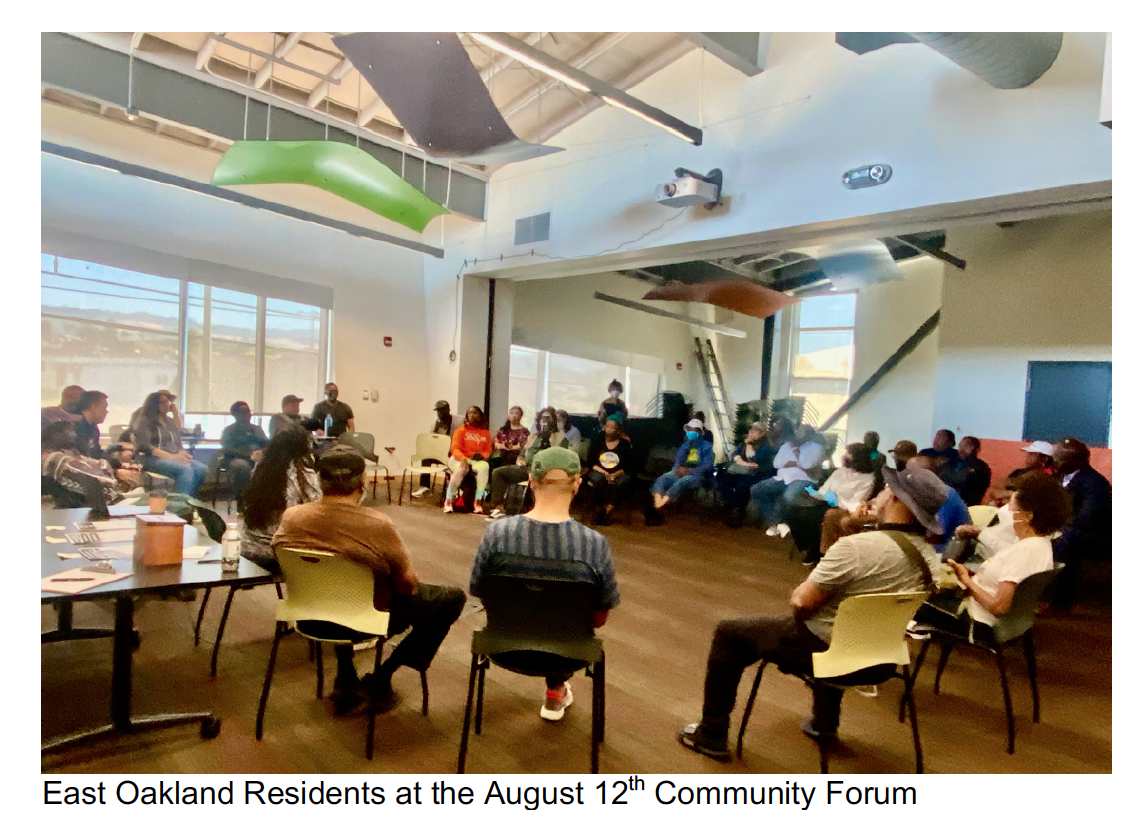 East Oakland Residents at the August 12th Community Forum